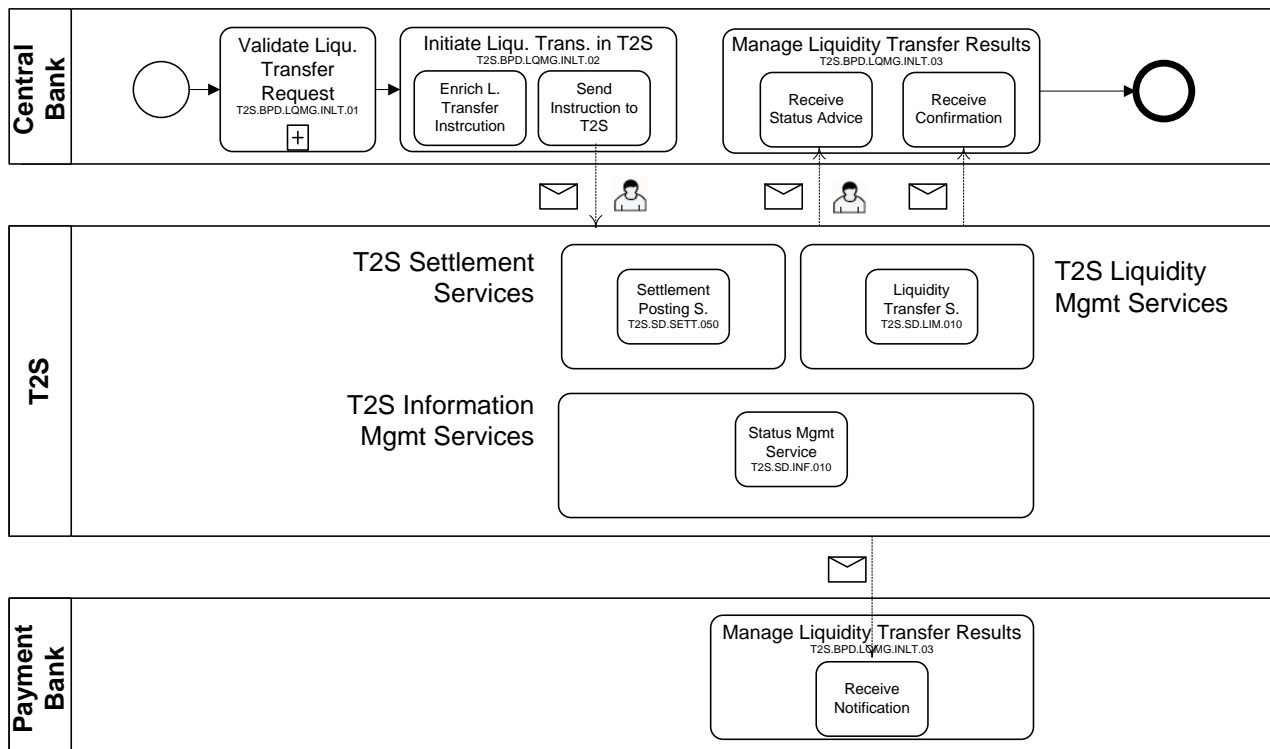 Central
Bank
Validate Liqu.
Transfer
Request
T2S.BPD.LQMG.INLT.01
+
Initiate Liqu. Trans. in T2S
T2S.BPD.LQMG.INLT.02
Enrich L.
Transfer
Instrcution
Send
Instruction to
T2S
Manage Liquidity Transfer Results
T2S.BPD.LQMG.INLT.03
Receive
Status Advice
Receive
Confirmation
T2S
T2S Settlement
Services
Settlement
Posting S.
T2S.SD.SETT.050
Liquidity
Transfer S.
T2S.SD.LIM.010
T2S Liquidity
Mgmt Services
T2S Information
Mgmt Services
Status Mgmt
Service
T2S.SD.INF.010
Payment
Bank
Manage Liquidity Transfer Results
T2S.BPD.LQMG.INLT.03
Receive
Notification